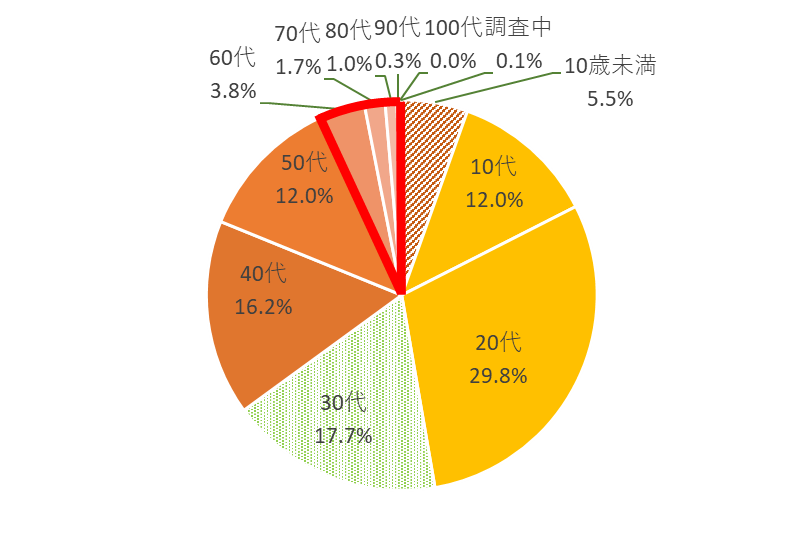 60代
3.8%
70代
1.7%
80代
1.0%
90代
0.3%
100代
0.0%
調査中
0.1%
10歳未満
5.5%
10代
12.0%
20代
29.8%
30代
17.7%
40代
16.2%
50代
12.0%